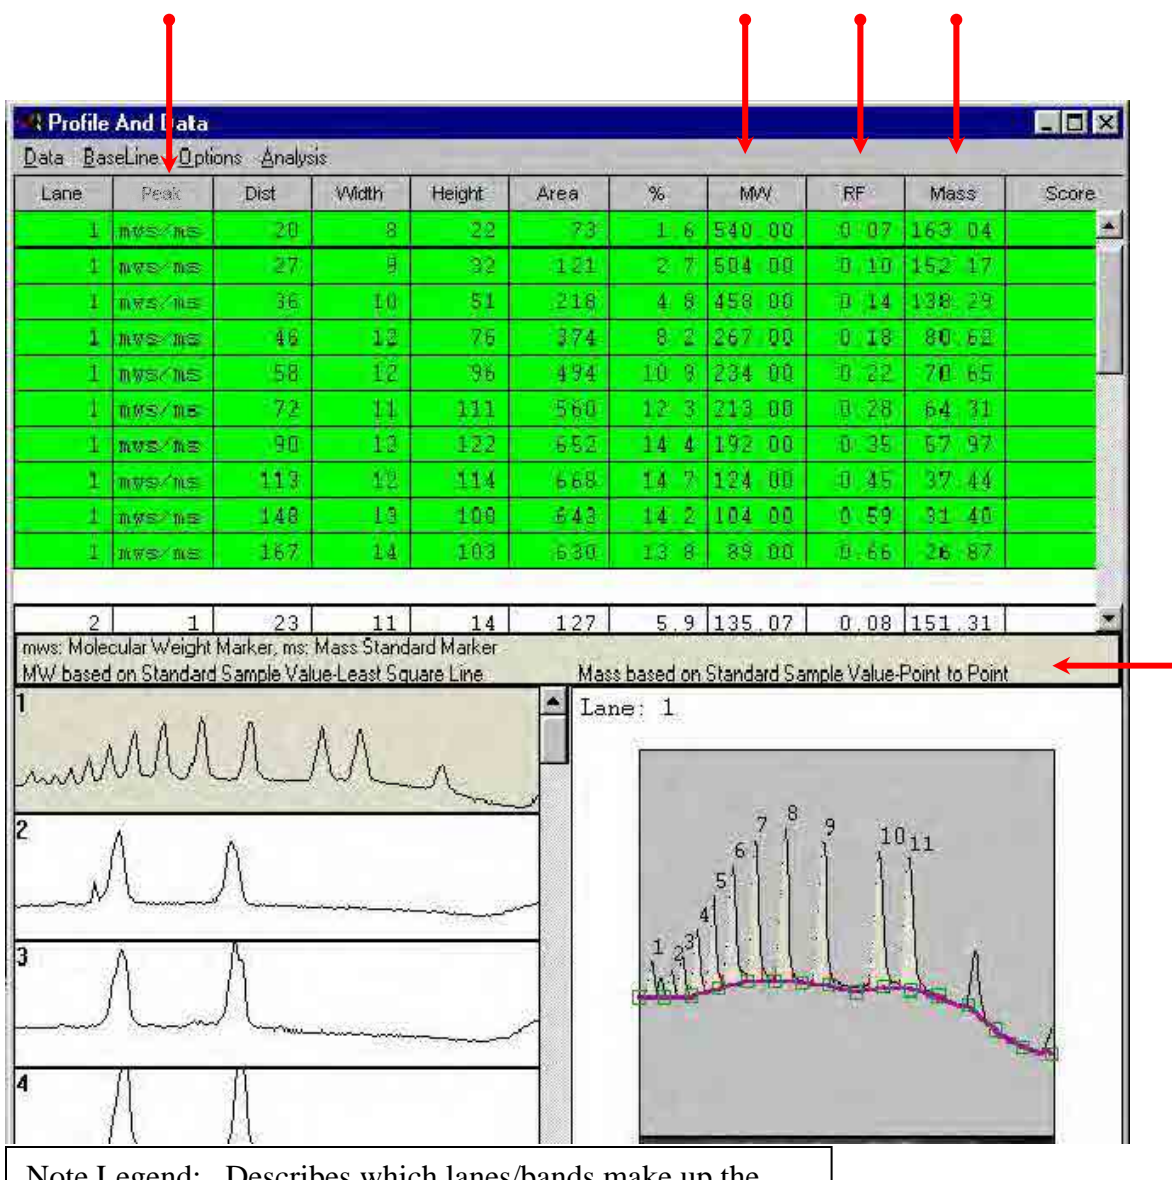 Profile And Data
Data BaseLine Options Analysis
Lane Peak Dist Width Height Area % MW RF Mass Score
1 mws/ms 20 8 22 73 1.6 540.00 0.07 163.04
1 mws/ms 27 9 32 121 2.7 504.00 0.10 152.17
1 mws/ms 36 10 51 218 4.8 458.00 0.14 138.29
1 mws/ms 46 12 76 374 8.2 267.00 0.18 80.62
1 mws/ms 58 12 96 494 10.9 234.00 0.22 70.65
1 mws/ms 72 11 111 560 12.3 213.00 0.28 64.31
1 mws/ms 90 13 122 652 14.4 192.00 0.35 57.97
1 mws/ms 113 12 114 668 14.7 124.00 0.45 37.44
1 mws/ms 148 13 108 643 14.2 104.00 0.59 31.40
1 mws/ms 167 14 103 630 13.8 89.00 0.66 26.87
2 1 23 11 14 127 5.9 135.07 0.08 151.31
mws: Molecular Weight Marker, ms: Mass Standard Marker
MW based on Standard Sample Value-Least Square Line Mass based on Standard Sample Value-Point to Point
1
2
3
4
Lane: 1
1 2 3 4 5 6 7 8 9 10 11
Note Legend: Describes which lanes/bands make up the